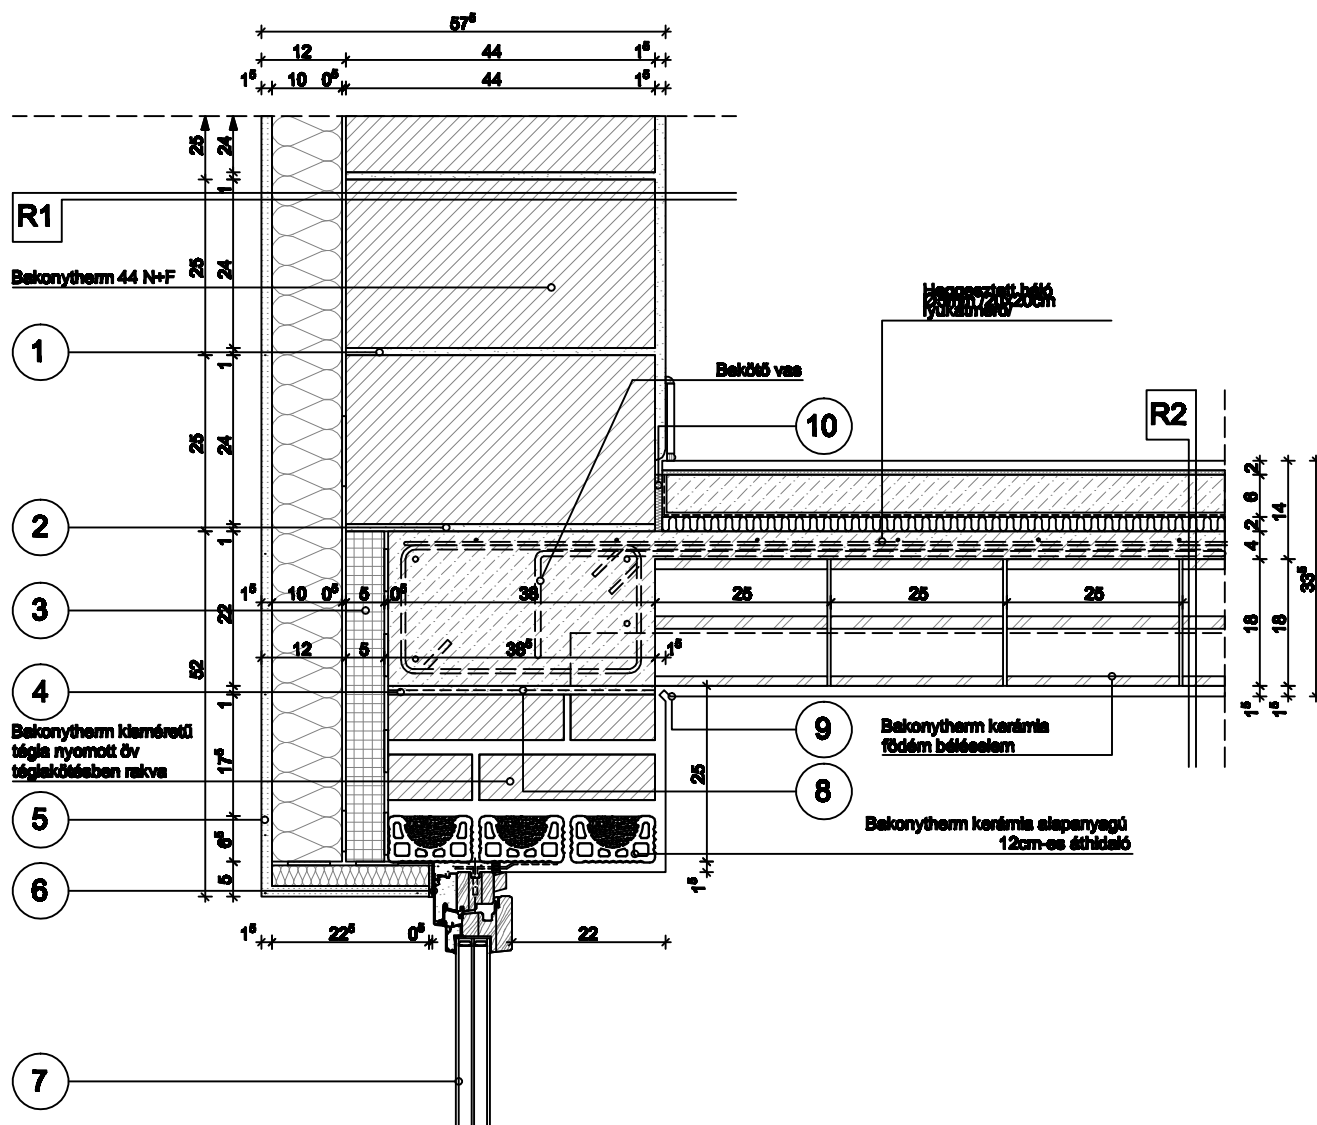 57⁵
12 44 1⁵
1⁵ 10 0⁵ 44 1⁵
25 24
1
R1
Bakonytherm 44 N+F
25 24
1
1
Bekötő vas
10
R2
25 24
2
1
2
6
2
4
14
33⁵
3
1⁵ 10 0⁵ 5 0⁵ 38 25 25 25
22
18 18
12 5 38⁵ 1⁵
52
4
1
1⁵ 1⁵
Bakonytherm kisméretű
tégla nyomott öv
téglakötésben rakva
9
Bakonytherm kerámia
födém béléselem
17⁵
25
8
5
Bakonytherm kerámia alapanyagú
12cm-es áthidaló
6⁵
6
5
1⁵
1⁵ 22⁵ 0⁵ 22
7